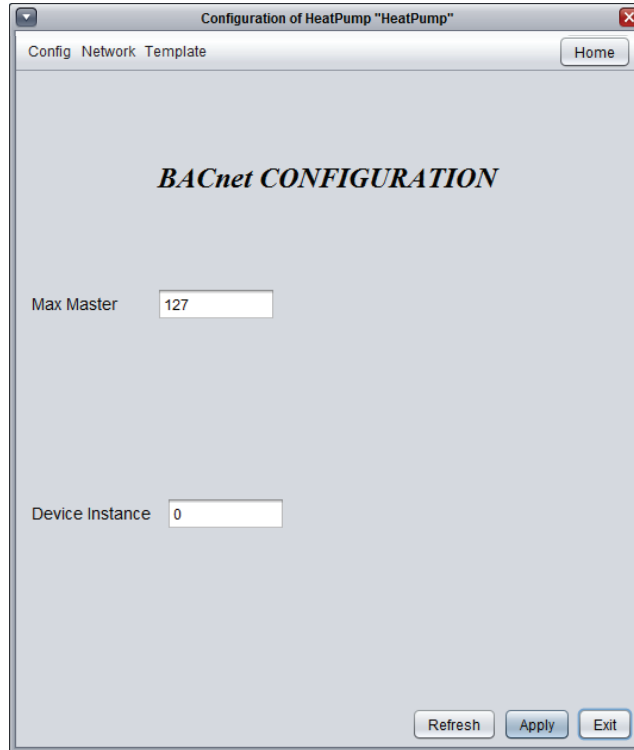 Configuration of HeatPump "HeatPump"
Config Network Template Home
BACnet CONFIGURATION
Max Master 127
Device Instance 0
Refresh Apply Exit